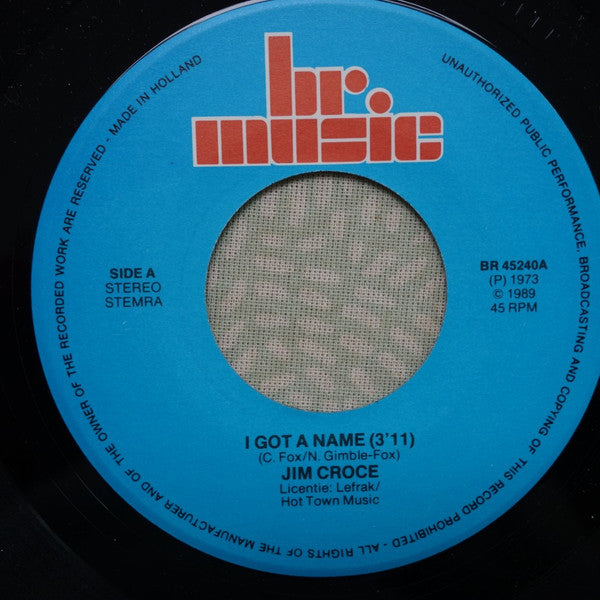 br.
music
UNAUTHORIZED PUBLIC PERFORMANCE, BROADCASTING AND COPYING OF THIS RECORD PROHIBITED - ALL RIGHTS OF THE MANUFACTURER AND OF THE OWNER OF THE RECORDED WORK ARE RESERVED - MADE IN HOLLAND
SIDE A
STEREO
STEMRA
BR 45240A
(P) 1973
© 1989
45 RPM
I GOT A NAME (3'11)
(C. Fox/N. Gimble-Fox)
JIM CROCE
Licentie: Lefrak/
Hot Town Music